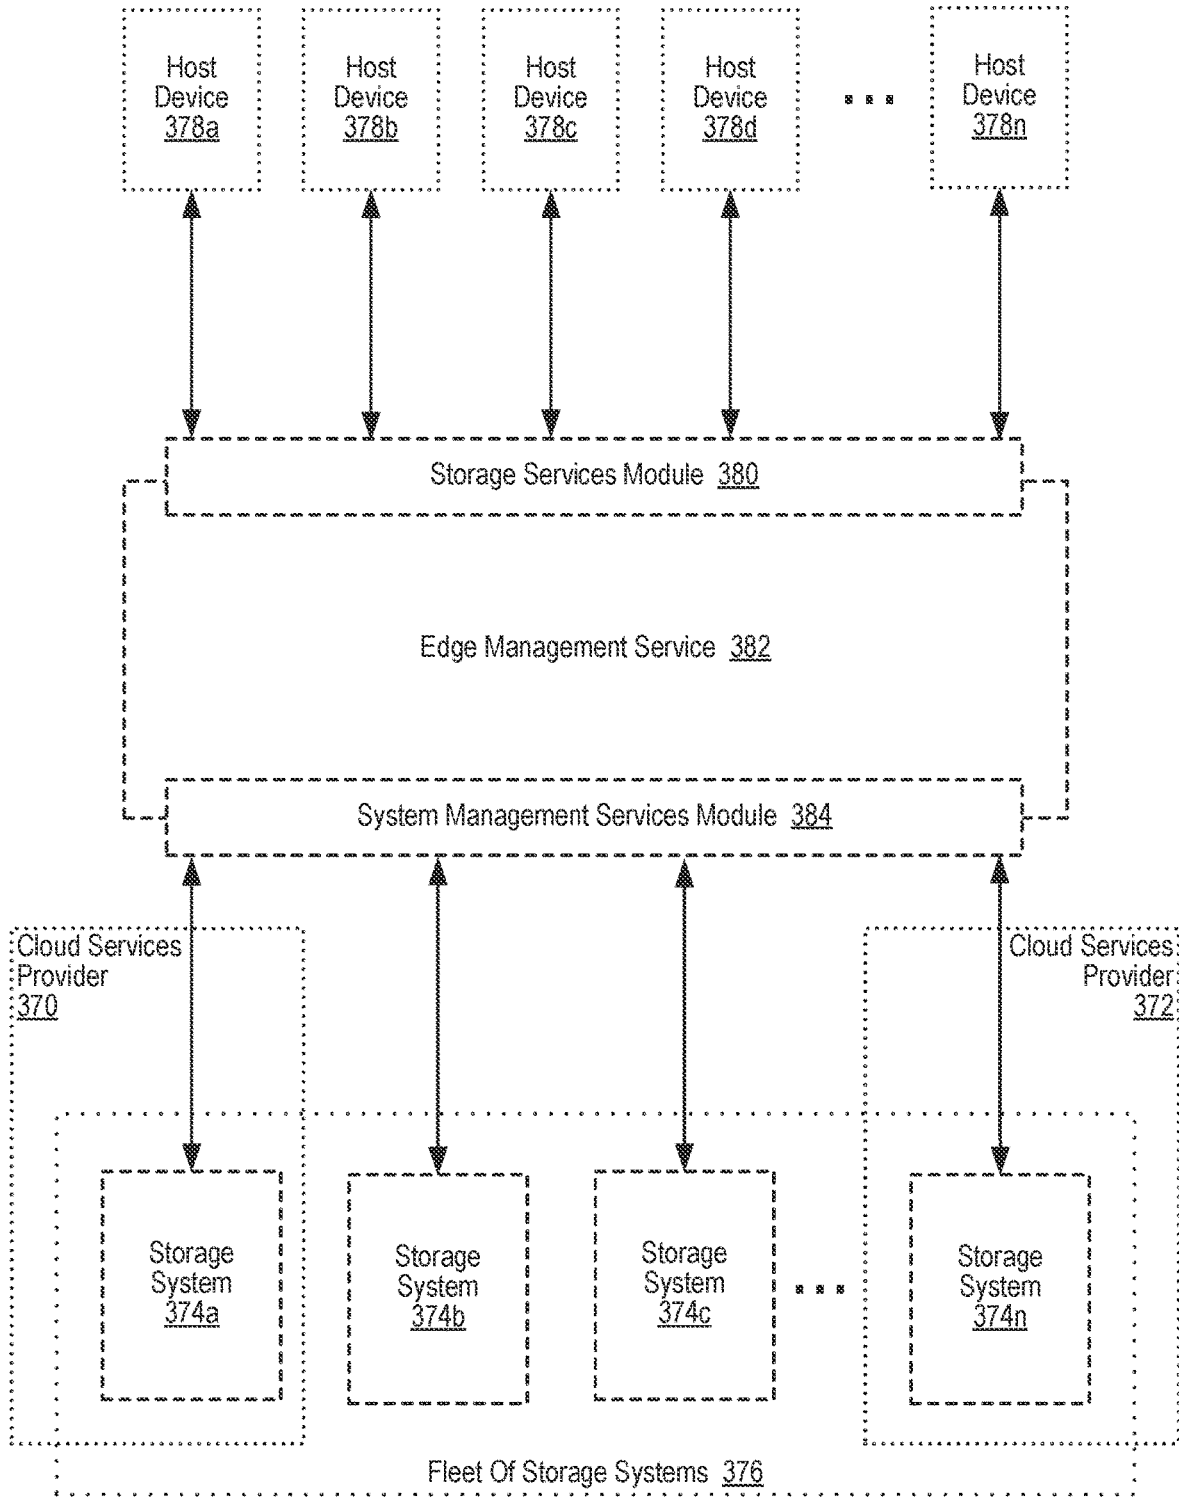 Host
Device
378a
Host
Device
378b
Host
Device
378c
Host
Device
378d
Host
Device
378n
Storage Services Module 380
Edge Management Service 382
System Management Services Module 384
Cloud Services
Provider
370
Cloud Services
Provider
372
Storage
System
374a
Storage
System
374b
Storage
System
374c
Storage
System
374n
Fleet Of Storage Systems 376